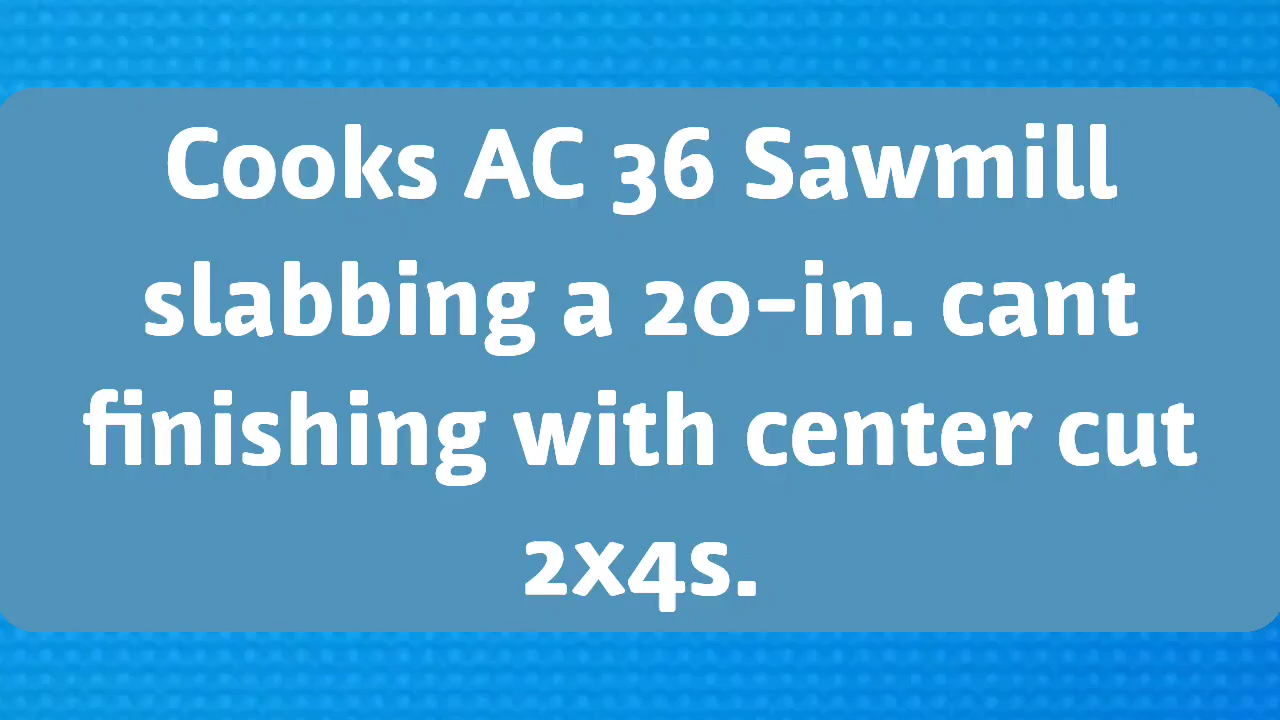 Cooks AC 36 Sawmill
slabbing a 20-in. cant
finishing with center cut
2x4s.